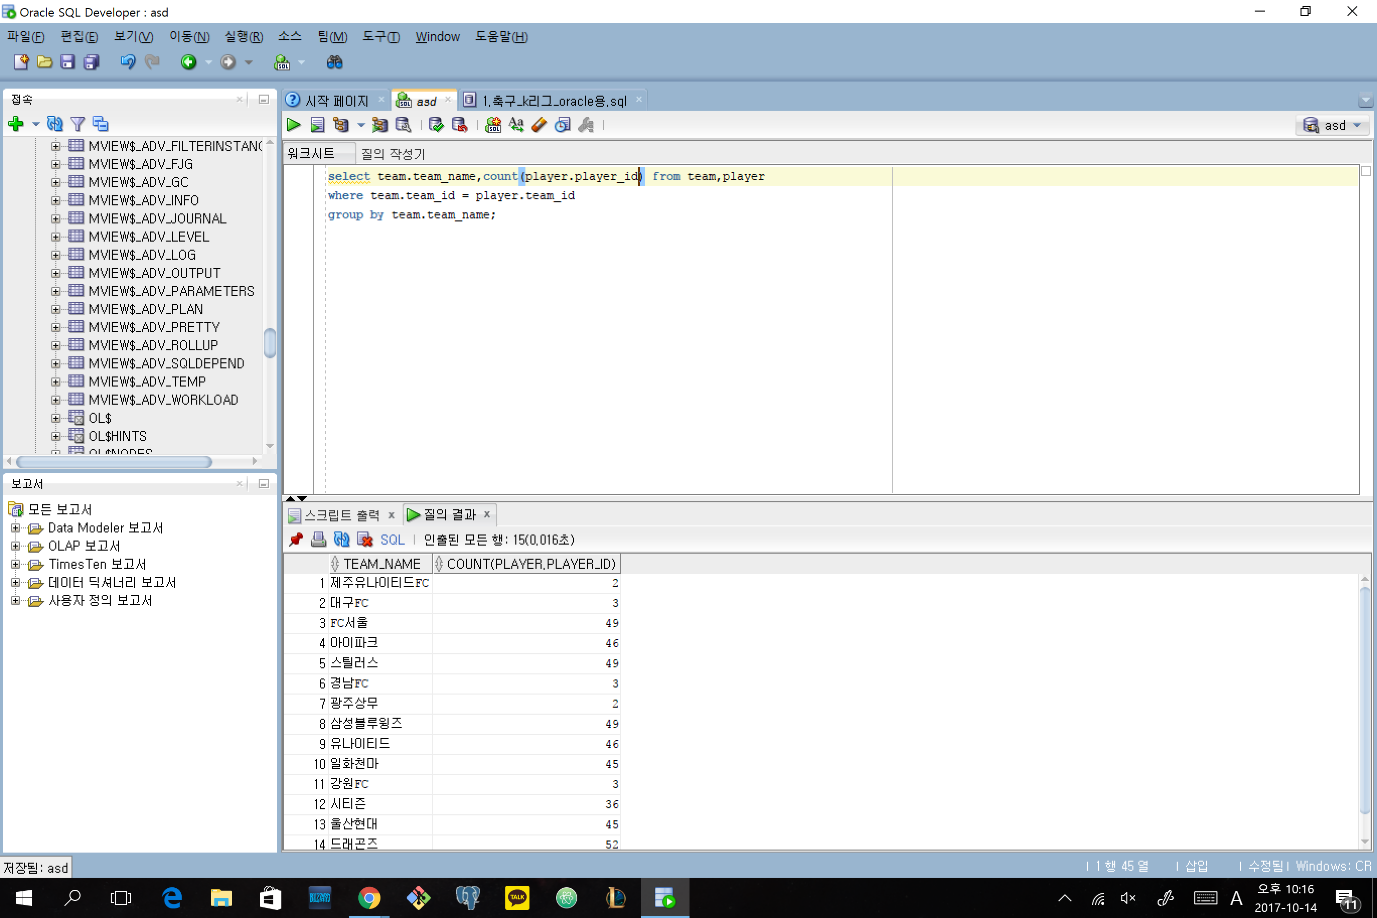 Oracle SQL Developer : asd
파일(F) 편집(E) 보기(V) 이동(N) 실행(R) 소스 팀(M) 도구(T) Window 도움말(H)
접속
MVIEW$_ADV_FILTERINSTANC
MVIEW$_ADV_FJG
MVIEW$_ADV_GC
MVIEW$_ADV_INFO
MVIEW$_ADV_JOURNAL
MVIEW$_ADV_LEVEL
MVIEW$_ADV_LOG
MVIEW$_ADV_OUTPUT
MVIEW$_ADV_PARAMETERS
MVIEW$_ADV_PLAN
MVIEW$_ADV_PRETTY
MVIEW$_ADV_ROLLUP
MVIEW$_ADV_SQLDEPEND
MVIEW$_ADV_TEMP
MVIEW$_ADV_WORKLOAD
OL$
OL$HINTS
OL$NODES
보고서
모든 보고서
Data Modeler 보고서
OLAP 보고서
TimesTen 보고서
데이터 딕셔너리 보고서
사용자 정의 보고서
시작 페이지 asd 1.축구_k리그_oracle용.sql
asd
워크시트 질의 작성기
select team.team_name,count(player.player_id) from team,player
where team.team_id = player.team_id
group by team.team_name;
스크립트 출력 질의 결과
SQL 인출된 모든 행: 15(0.016초)
TEAM_NAME COUNT(PLAYER.PLAYER_ID)
1 제주유나이티드FC 2
2 대구FC 3
3 FC서울 49
4 아이파크 46
5 스틸러스 49
6 경남FC 3
7 광주상무 2
8 삼성블루윙즈 49
9 유나이티드 46
10 일화천마 45
11 강원FC 3
12 시티즌 36
13 울산현대 45
14 드래곤즈 52
저장됨: asd
1 행 45 열 삽입 수정됨 Windows: CR
BLIZZARD
TALK
A 오후 10:16
2017-10-14
11